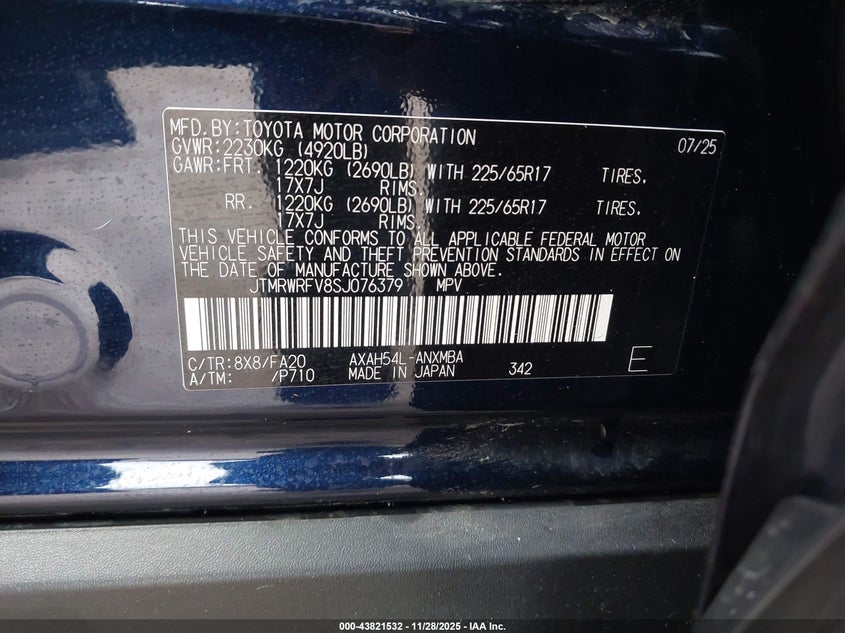 MFD.BY:TOYOTA MOTOR CORPORATION 07/25
GVWR:2230KG (4920LB)
GAWR:FRT. 1220KG (2690LB) WITH 225/65R17 TIRES.
17X7J RIMS.
RR. 1220KG (2690LB) WITH 225/65R17 TIRES.
17X7J RIMS.
THIS VEHICLE CONFORMS TO ALL APPLICABLE FEDERAL MOTOR
VEHICLE SAFETY AND THEFT PREVENTION STANDARDS IN EFFECT ON
THE DATE OF MANUFACTURE SHOWN ABOVE.
JTMRWRFV8SJ076379 MPV
C/TR:8X8/FA20 AXAH54L-ANXMBA
A/TM: /P710 MADE IN JAPAN 342 E
000-43821532 - 11/28/2025 - IAA Inc.